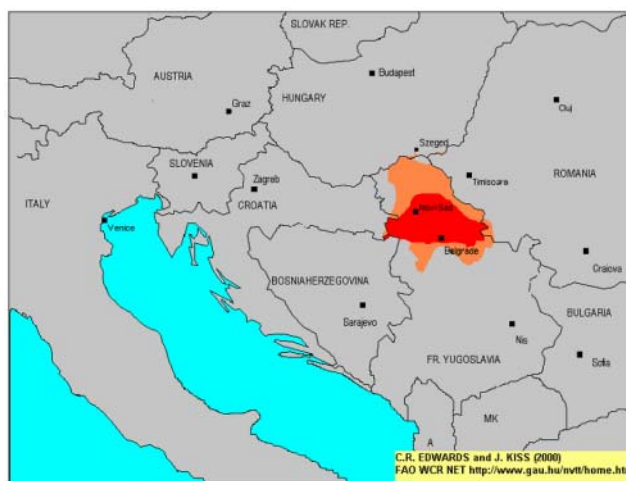 SLOVAK REP.
AUSTRIA
Budapest
HUNGARY
Graz
Cluj
Szeged
SLOVENIA
Timisoara
ROMANIA
Zagreb
ITALY
CROATIA
Novi Sad
Venice
Belgrade
Craiova
BOSNIAHERZEGOVINA
Sarajevo
BULGARIA
Nis
FR. YUGOSLAVIA
Sofia
MK
A
C.R. EDWARDS and J. KISS (2000)
FAO WCR NET http://www.gau.hu/nvtt/home.ht